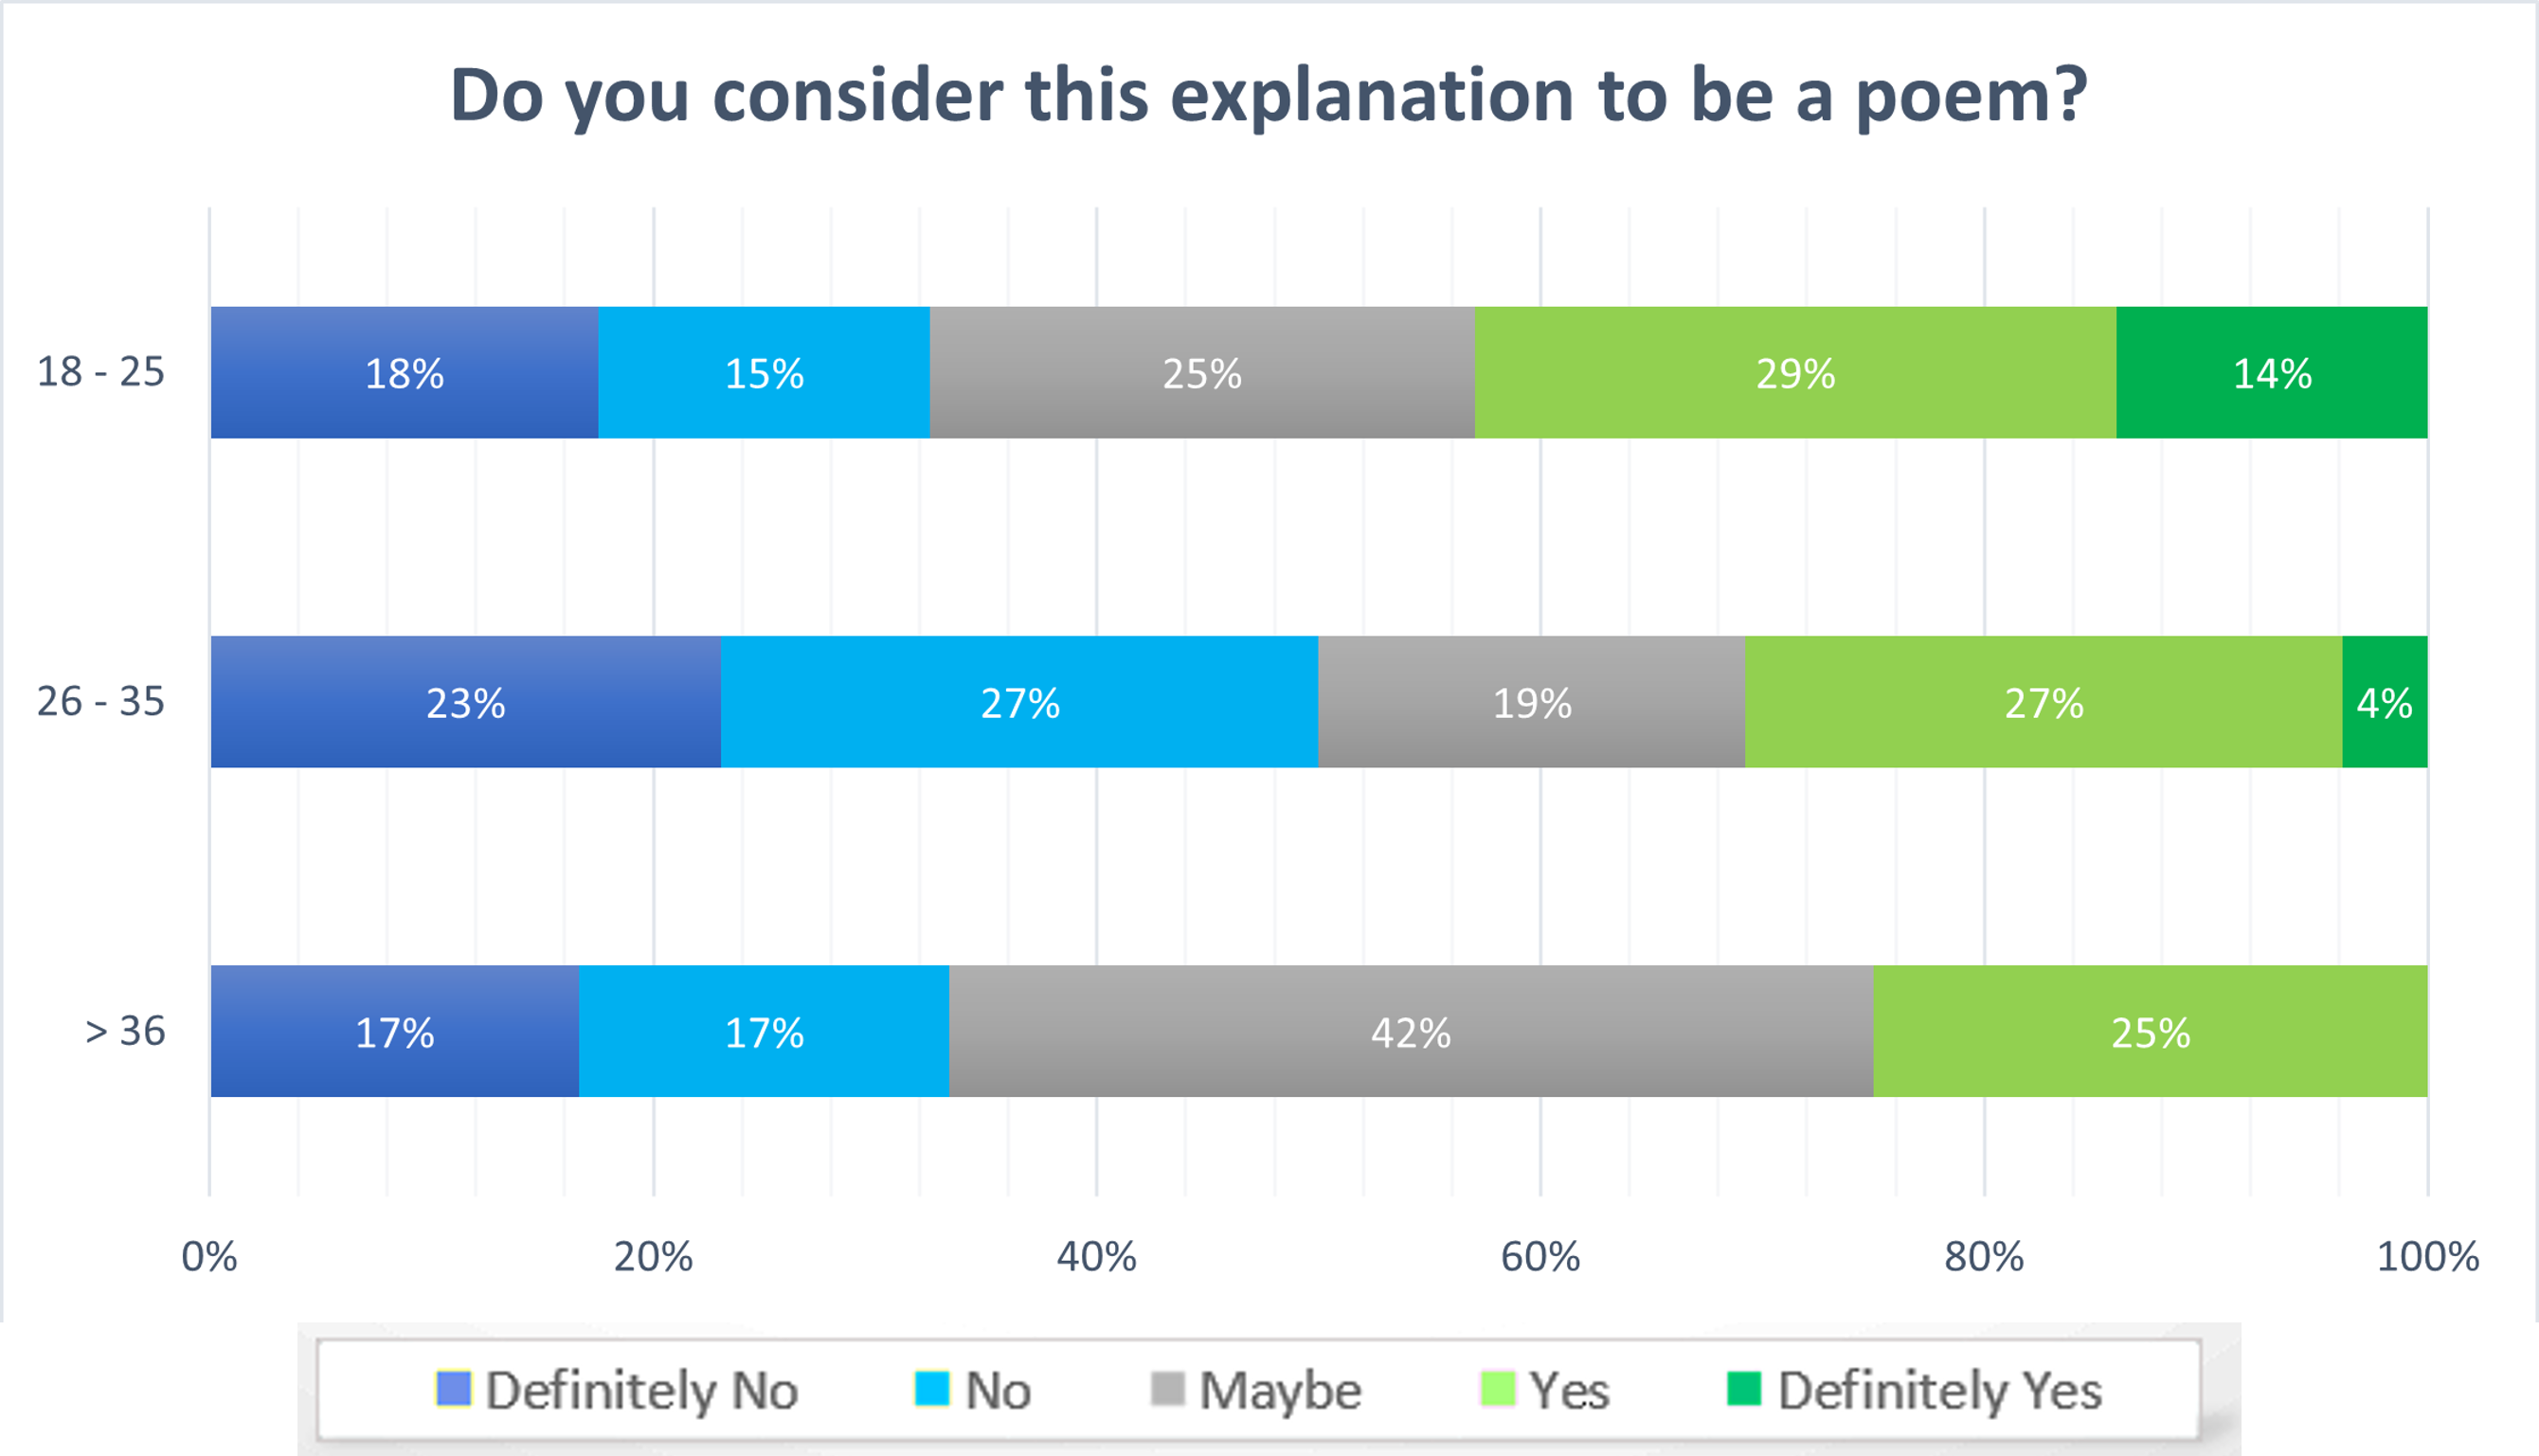 Do you consider this explanation to be a poem?
18 - 25
18% 15% 25% 29% 14%
26 - 35
23% 27% 19% 27% 4%
> 36
17% 17% 42% 25%
0% 20% 40% 60% 80% 100%
Definitely No No Maybe Yes Definitely Yes